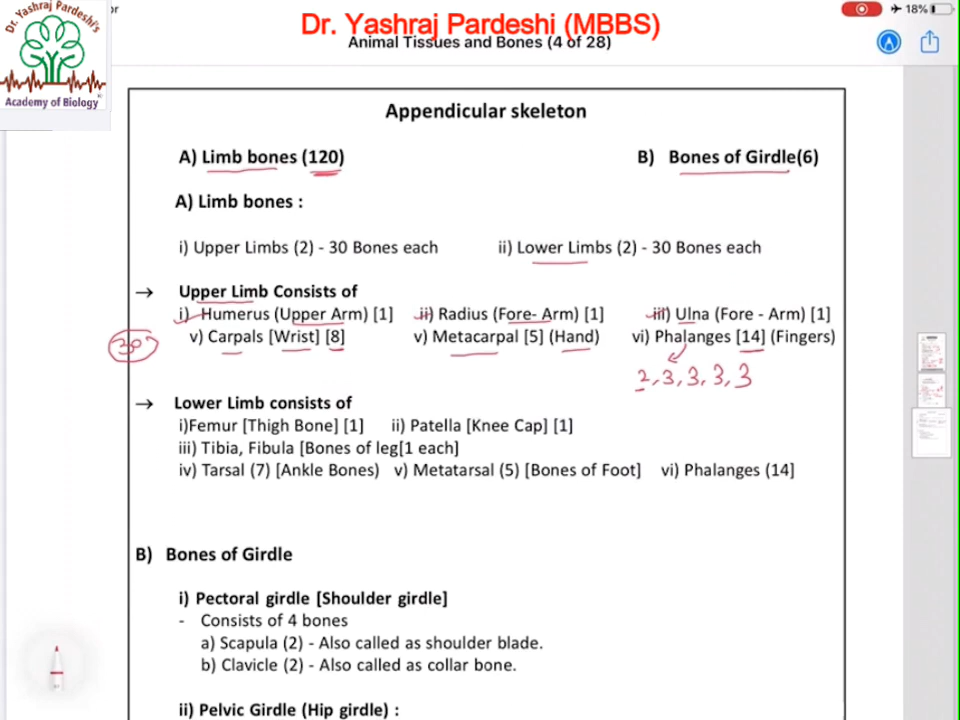 or
Dr. Yashraj Pardeshi (MBBS)
18%
Animal Tissues and Bones (4 of 28)
Dr. Yashraj Pardeshi's
Academy of Biology
Appendicular skeleton
A) Limb bones (120) B) Bones of Girdle(6)
A) Limb bones :
i) Upper Limbs (2) - 30 Bones each ii) Lower Limbs (2) - 30 Bones each
→ Upper Limb Consists of
i) Humerus (Upper Arm) [1] ii) Radius (Fore- Arm) [1] iii) Ulna (Fore - Arm) [1]
30 v) Carpals [Wrist] [8] v) Metacarpal [5] (Hand) vi) Phalanges [14] (Fingers)
2, 3, 3, 3, 3
→ Lower Limb consists of
i)Femur [Thigh Bone] [1] ii) Patella [Knee Cap] [1]
iii) Tibia, Fibula [Bones of leg[1 each]
iv) Tarsal (7) [Ankle Bones) v) Metatarsal (5) [Bones of Foot] vi) Phalanges (14]
B) Bones of Girdle
i) Pectoral girdle [Shoulder girdle]
- Consists of 4 bones
a) Scapula (2) - Also called as shoulder blade.
b) Clavicle (2) - Also called as collar bone.
ii) Pelvic Girdle (Hip girdle) :